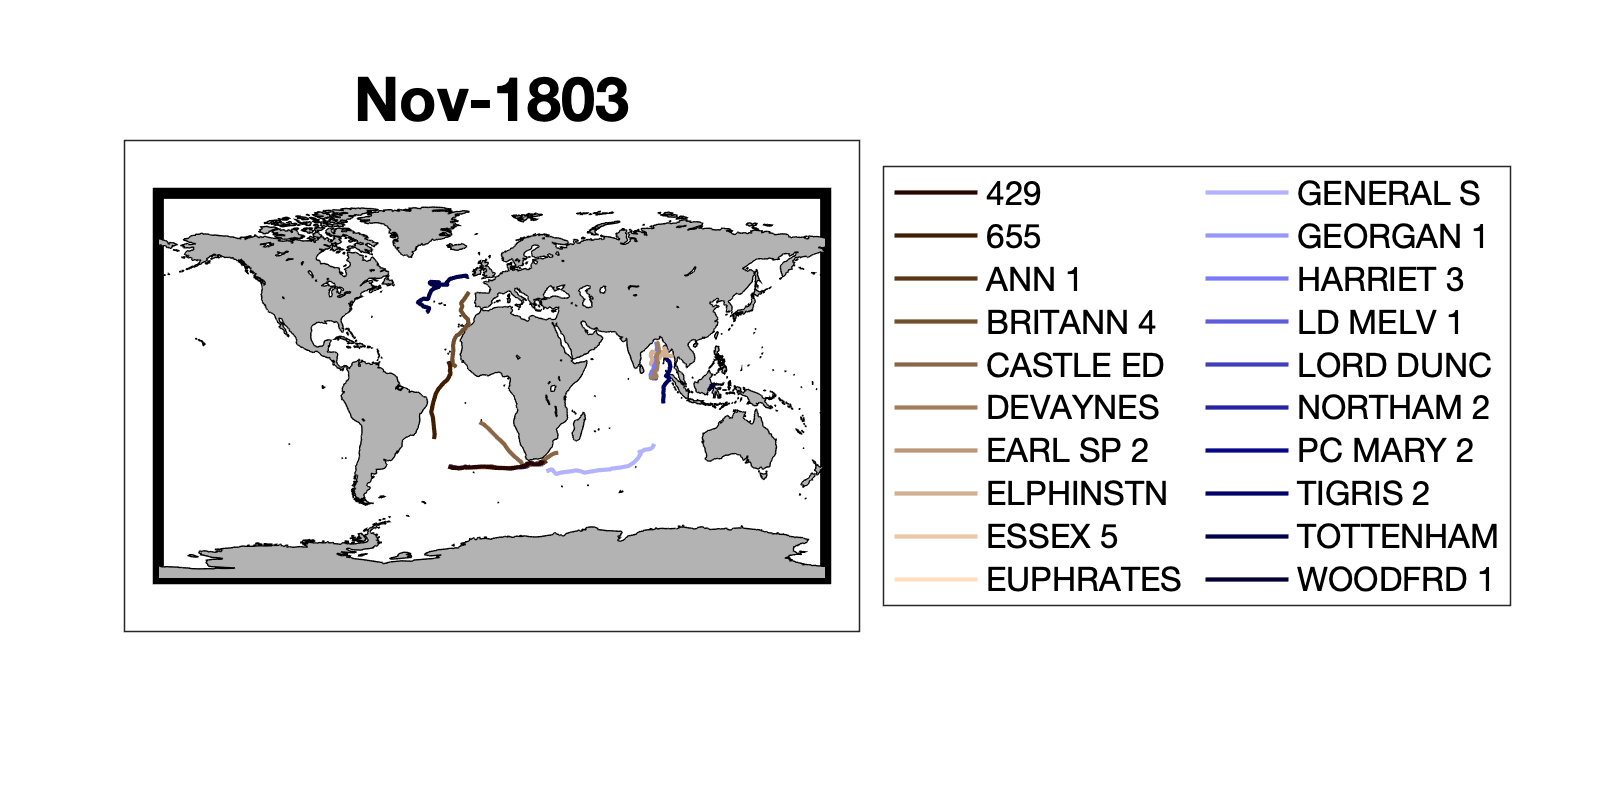 Nov-1803
429
655
ANN 1
BRITANN 4
CASTLE ED
DEVAYNES
EARL SP 2
ELPHINSTN
ESSEX 5
EUPHRATES
GENERAL S
GEORGAN 1
HARRIET 3
LD MELV 1
LORD DUNC
NORTHAM 2
PC MARY 2
TIGRIS 2
TOTTENHAM
WOODFRD 1